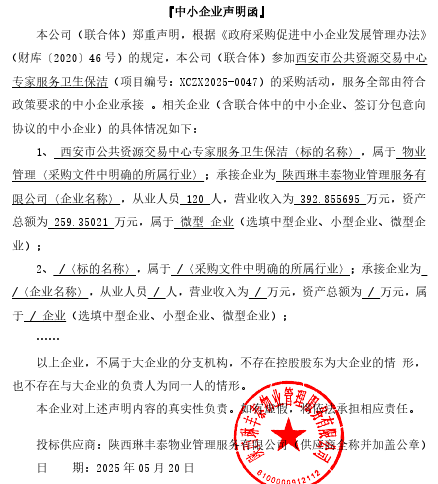 『中小企业声明函』
本公司（联合体）郑重声明，根据《政府采购促进中小企业发展管理办法》
（财库〔2020〕46 号）的规定，本公司（联合体）参加西安市公共资源交易中心
专家服务卫生保洁（项目编号：XCZX2025-0047）的采购活动，服务全部由符合
政策要求的中小企业承接 。相关企业（含联合体中的中小企业、签订分包意向
协议的中小企业）的具体情况如下：
1、 西安市公共资源交易中心专家服务卫生保洁〈标的名称〉，属于 物业
管理〈采购文件中明确的所属行业〉；承接企业为 陕西琳丰泰物业管理服务有
限公司〈企业名称〉，从业人员 120 人，营业收入为 392.855695 万元，资产
总额为 259.35021 万元，属于 微型 企业（选填中型企业、小型企业、微型企
业）；
2、 /〈标的名称〉，属于 /〈采购文件中明确的所属行业〉；承接企业为
/〈企业名称〉，从业人员 / 人，营业收入为 / 万元，资产总额为 / 万元，属
于 / 企业（选填中型企业、小型企业、微型企业）；
……
以上企业，不属于大企业的分支机构，不存在控股股东为大企业的情 形，
也不存在与大企业的负责人为同一人的情形。
本企业对上述声明内容的真实性负责。如有虚假，将依法承担相应责任。
投标供应商：陕西琳丰泰物业管理服务有限公司（供应商全称并加盖公章）
日 期：2025 年 05 月 20 日
陕西琳丰泰物业管理服务有限公司
6100000912112